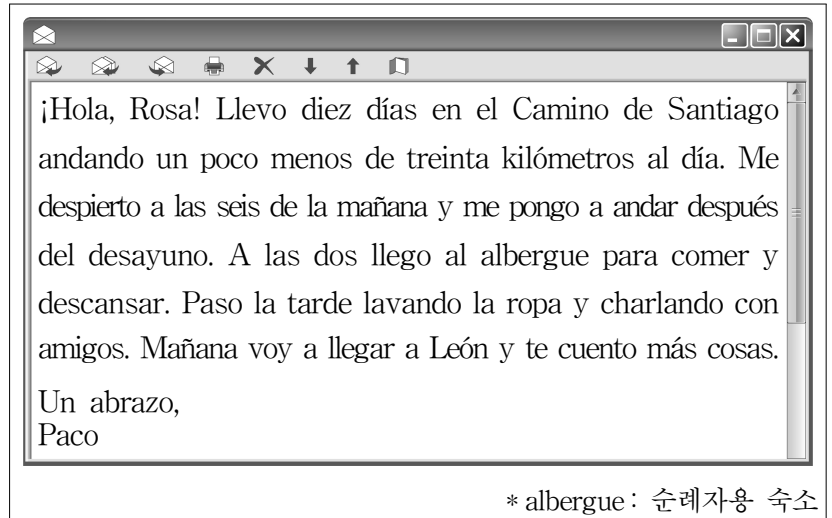 ¡Hola, Rosa! Llevo diez días en el Camino de Santiago
andando un poco menos de treinta kilómetros al día. Me
despierto a las seis de la mañana y me pongo a andar después
del desayuno. A las dos llego al albergue para comer y
descansar. Paso la tarde lavando la ropa y charlando con
amigos. Mañana voy a llegar a León y te cuento más cosas.
Un abrazo,
Paco
* albergue : 순례자용 숙소